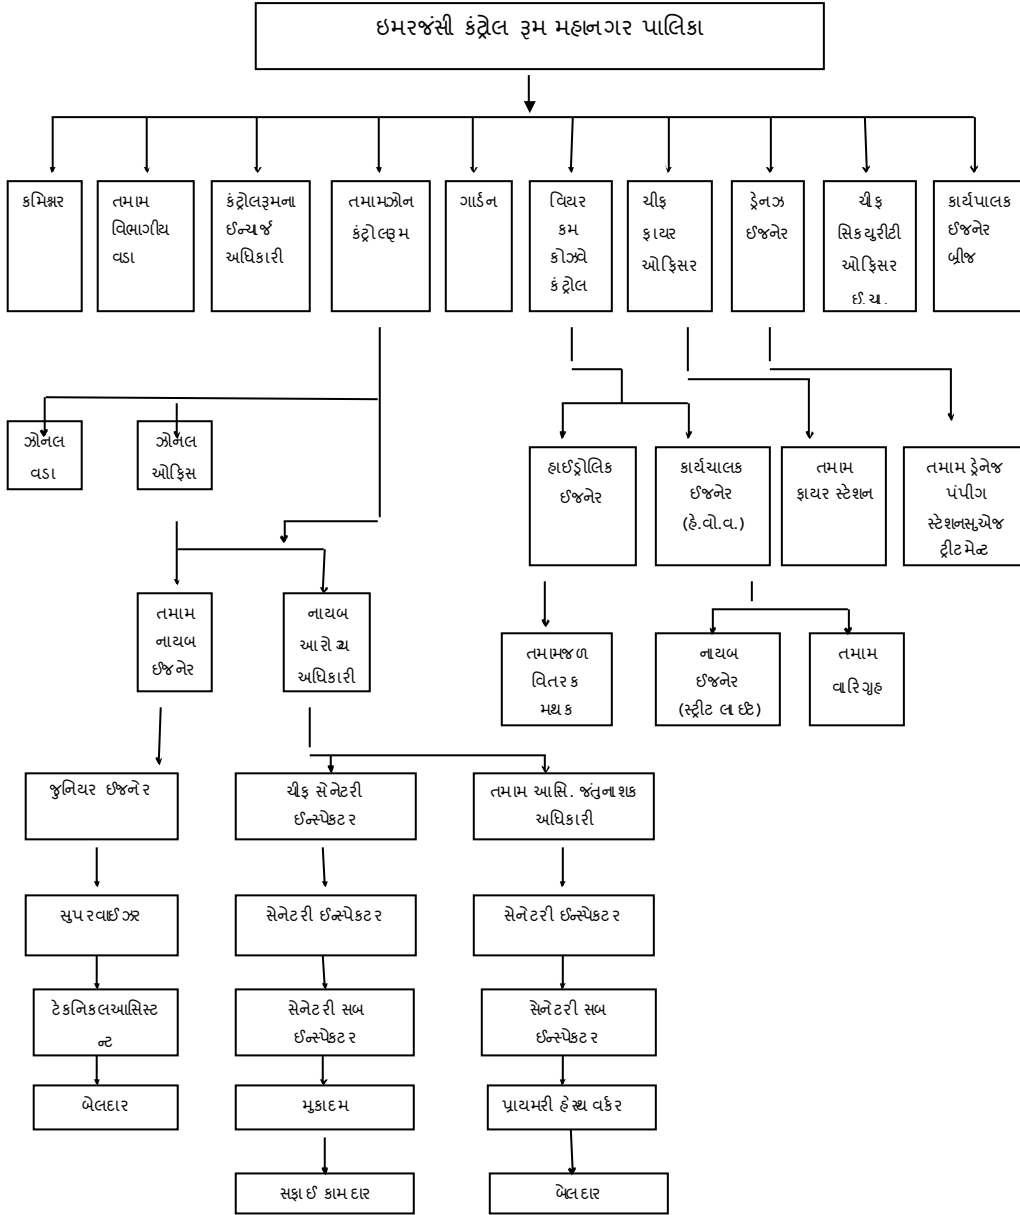 ઇમરજંસી કંટ્રોલ રૂમ મહાનગર પાલિકા
કમિશ્નર
તમામ
વિભાગીય
વડા
કંટ્રોલરૂમના
ઈન્ચાર્જ
અધિકારી
તમામઝોન
કંટ્રોલરૂમ
ગાર્ડન
વિયર
કમ
કોઝવે
કંટ્રોલ
ચીફ
ફાયર
ઓફિસર
ડ્રેનઝ
ઈજનેર
ચીફ
સિકયુરીટી
ઓફિસર
ઈ.ચા.
કાર્યપાલક
ઈજનેર
બ્રીજ
ઝોનલ
વડા
ઝોનલ
ઓફિસ
હાઈડ્રોલિક
ઈજનેર
કાર્યચાલક
ઈજનેર
(હે.વો.વ.)
તમામ
ફાયર સ્ટેશન
તમામ ડ્રેનેજ
પંપીગ
સ્ટેશનસુએજ
ટ્રીટમેન્ટ
તમામ
નાયબ
ઈજનેર
નાયબ
આરોગ્ય
અધિકારી
તમામજળ
વિતરક
મથક
નાયબ
ઈજનેર
(સ્ટ્રીટ લાઈટ)
તમામ
વારિગૃહ
જુનિયર ઈજનેર
ચીફ સેનેટરી
ઈન્સ્પેકટર
તમામ આસિ. જંતુનાશક
અધિકારી
સુપરવાઈઝર
સેનેટરી ઈન્સ્પેકટર
સેનેટરી ઈન્સ્પેકટર
ટેકનિકલઆસિસ્ટ
ન્ટ
સેનેટરી સબ
ઈન્સ્પેકટર
સેનેટરી સબ
ઈન્સ્પેકટર
બેલદાર
મુકાદમ
પ્રાયમરી હેલ્થ વર્કર
સફાઈ કામદાર
બેલદાર